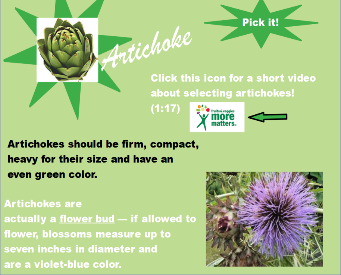 Artichoke
Pick it!
Click this icon for a short video
about selecting artichokes!
(1:17)
fruits&veggies
more
matters.
Artichokes should be firm, compact,
heavy for their size and have an
even green color.
Artichokes are
actually a flower bud — if allowed to
flower, blossoms measure up to
seven inches in diameter and
are a violet-blue color.